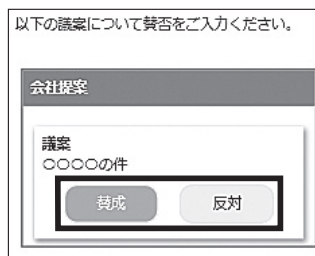 以下の議案について賛否をご入力ください。
会社提案
議案
○○○○の件
賛成
反対